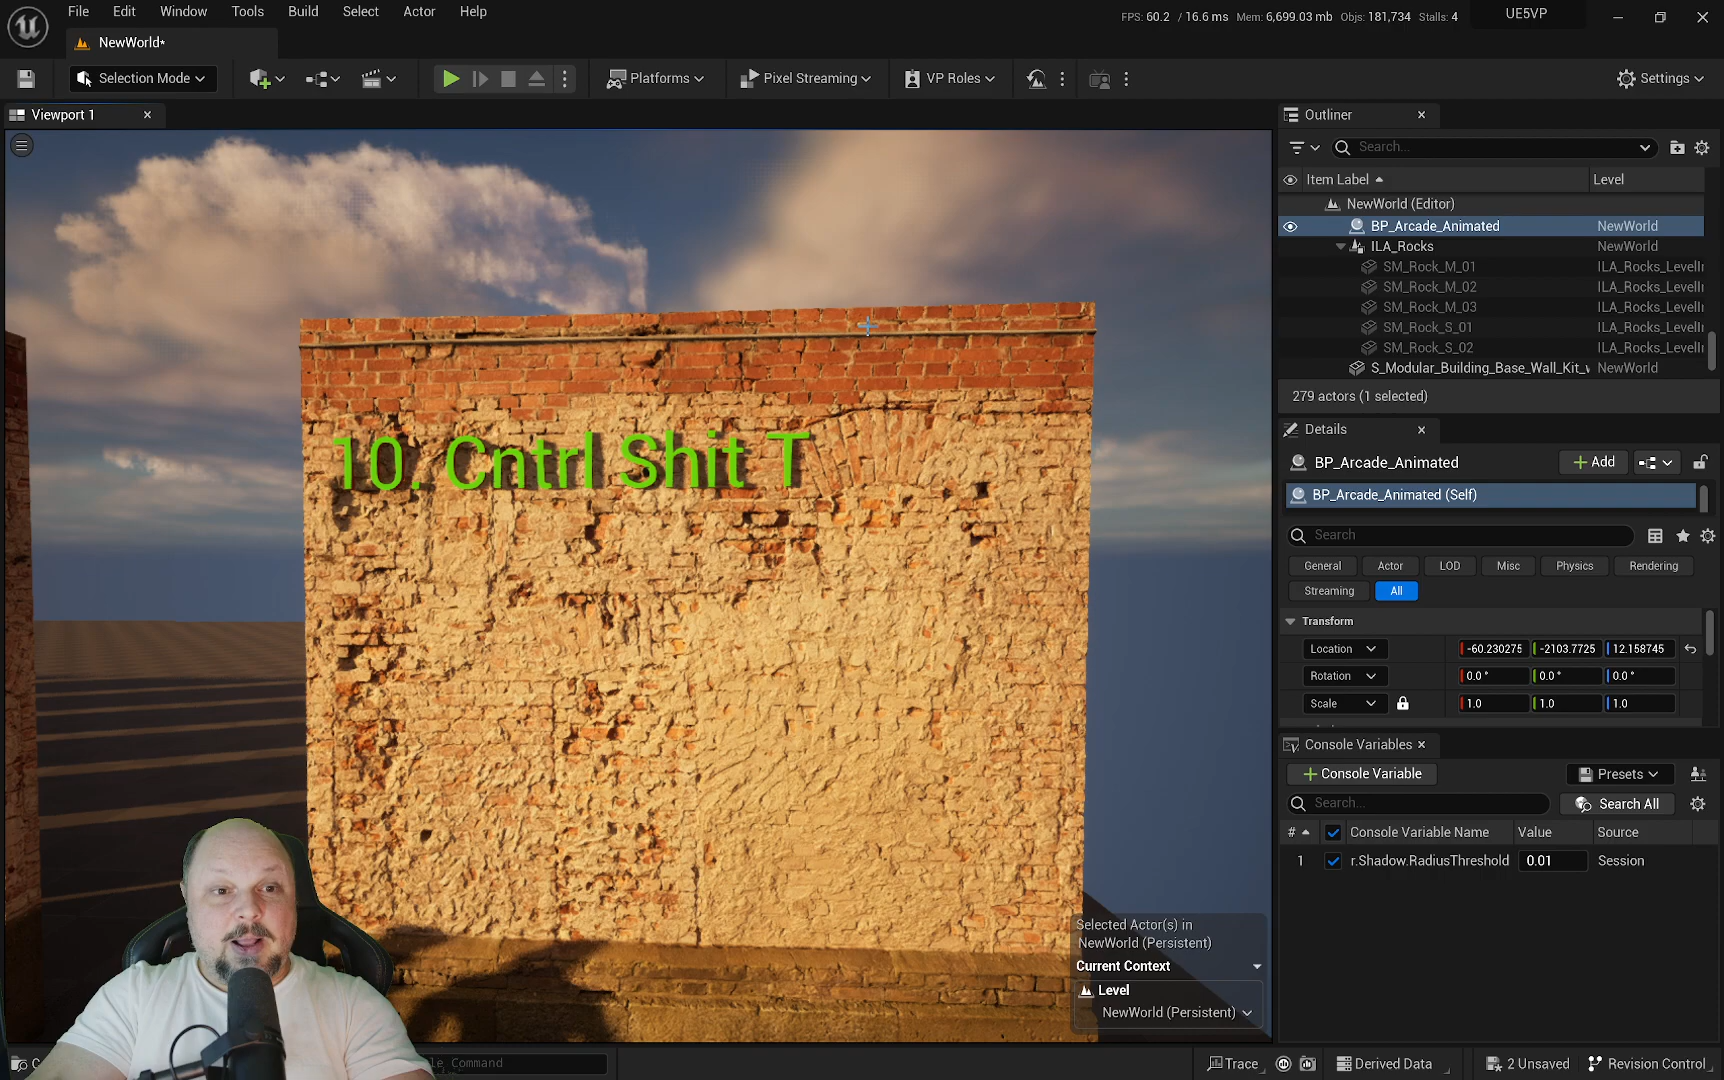 File Edit Window Tools Build Select Actor Help
FPS: 60.2 / 16.6 ms Mem: 6,699.03 mb Objs: 181,734 Stalls: 4
UE5VP
NewWorld*
Selection Mode
Platforms
Pixel Streaming
VP Roles
Settings
Viewport 1
10. Cntrl Shit T
Selected Actor(s) in
NewWorld (Persistent)
Current Context
Level
NewWorld (Persistent)
Outliner
Search...
Item Label Level
NewWorld (Editor)
BP_Arcade_Animated NewWorld
ILA_Rocks NewWorld
SM_Rock_M_01 ILA_Rocks_LevelI
SM_Rock_M_02 ILA_Rocks_LevelI
SM_Rock_M_03 ILA_Rocks_LevelI
SM_Rock_S_01 ILA_Rocks_LevelI
SM_Rock_S_02 ILA_Rocks_LevelI
S_Modular_Building_Base_Wall_Kit_ NewWorld
279 actors (1 selected)
Details
BP_Arcade_Animated
Add
BP_Arcade_Animated (Self)
Search
General Actor LOD Misc Physics Rendering
Streaming All
Transform
Location -60.230275 -2103.7725 12.158745
Rotation 0.0 ° 0.0 ° 0.0 °
Scale 1.0 1.0 1.0
Console Variables
+ Console Variable
Presets
Search...
Search All
# Console Variable Name Value Source
1 r.Shadow.RadiusThreshold 0.01 Session
Command
Trace
Derived Data
2 Unsaved
Revision Control